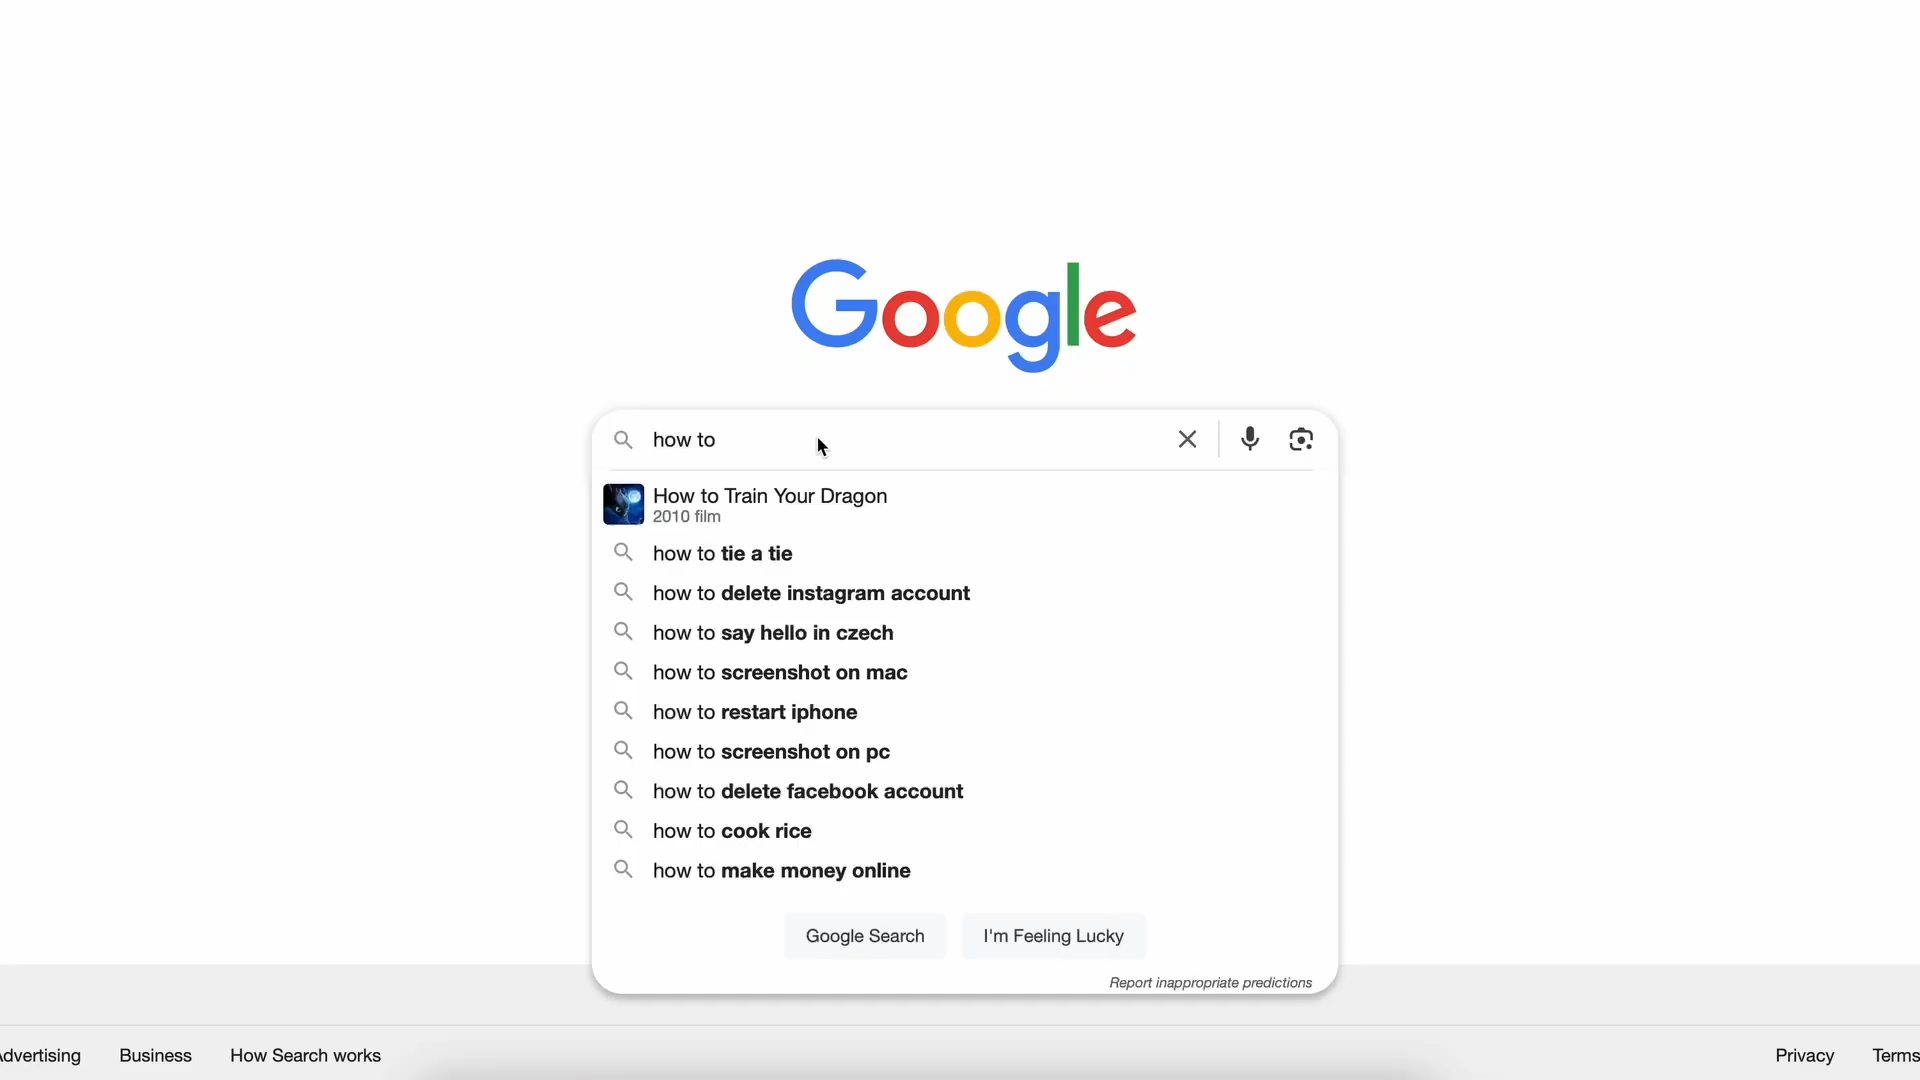 Google
how to
How to Train Your Dragon
2010 film
how to tie a tie
how to delete instagram account
how to say hello in czech
how to screenshot on mac
how to restart iphone
how to screenshot on pc
how to delete facebook account
how to cook rice
how to make money online
Google Search I'm Feeling Lucky
Report inappropriate predictions
dvertising Business How Search works Privacy Terms